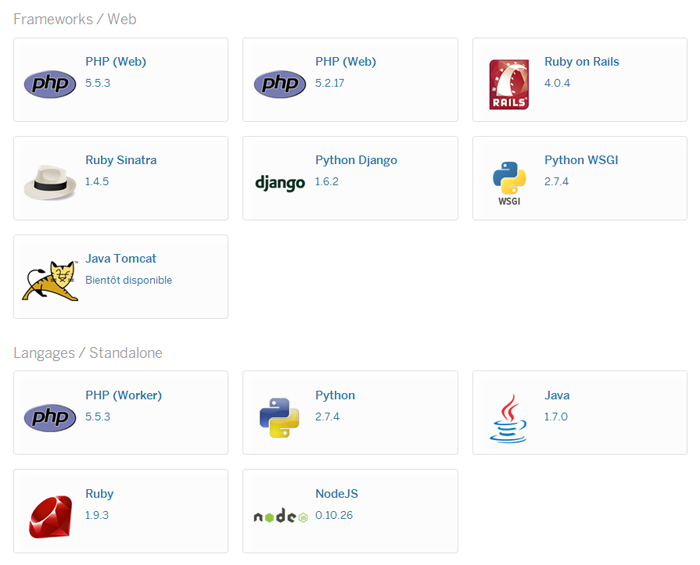 Frameworks / Web
php
PHP (Web)
5.5.3
php
PHP (Web)
5.2.17
RAILS
Ruby on Rails
4.0.4
Ruby Sinatra
1.4.5
django
Python Django
1.6.2
WSGI
Python WSGI
2.7.4
TM
Java Tomcat
Bientôt disponible
Langages / Standalone
php
PHP (Worker)
5.5.3
Python
2.7.4
Java
1.7.0
Ruby
1.9.3
node
NodeJS
0.10.26